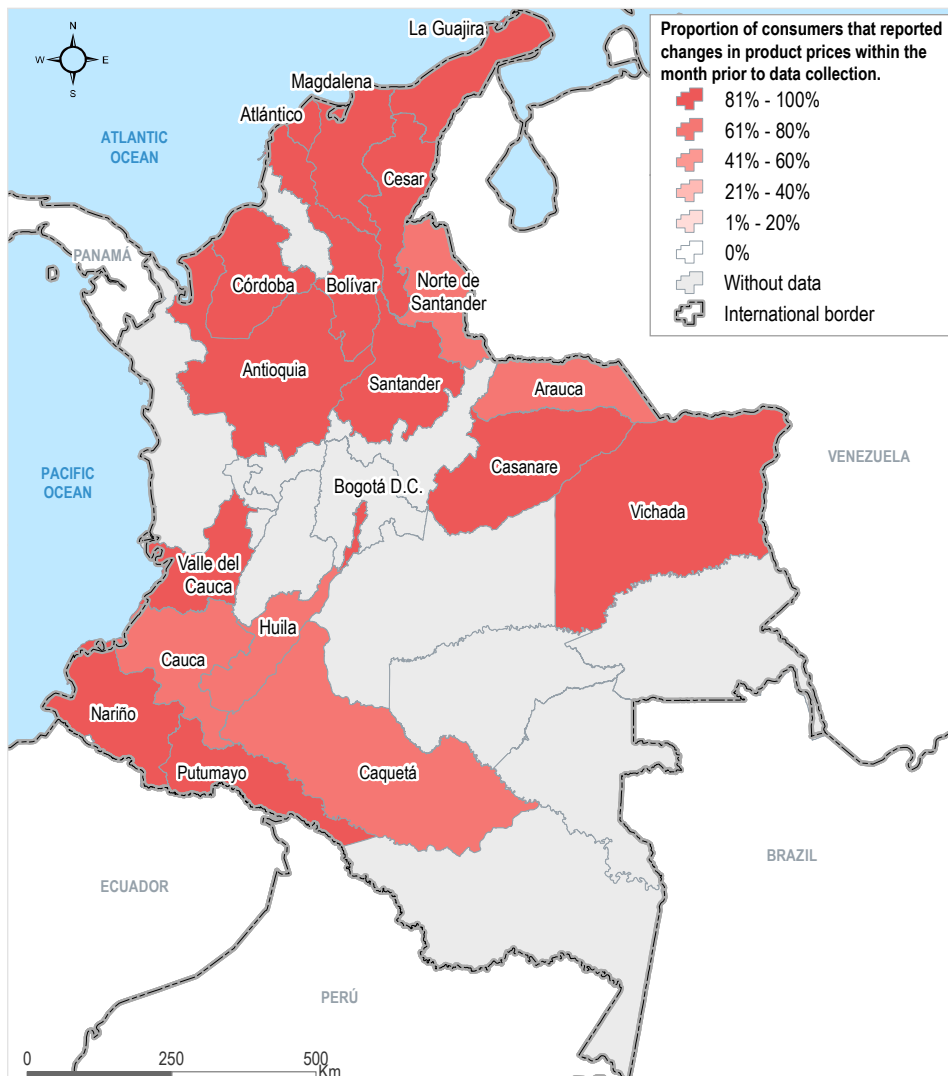 La Guajira
Proportion of consumers that reported
changes in product prices within the
month prior to data collection.
81% - 100%
61% - 80%
41% - 60%
21% - 40%
1% - 20%
0%
Without data
International border
N
W
E
S
Magdalena
Atlántico
ATLANTIC
OCEAN
Cesar
PANAMÁ
Córdoba
Bolívar
Norte de
Santander
Antioquia
Santander
Arauca
VENEZUELA
PACIFIC
OCEAN
Casanare
Bogotá D.C.
Vichada
Valle del
Cauca
Huila
Cauca
Nariño
Putumayo
Caquetá
ECUADOR
BRAZIL
PERÚ
0
250
500
Km